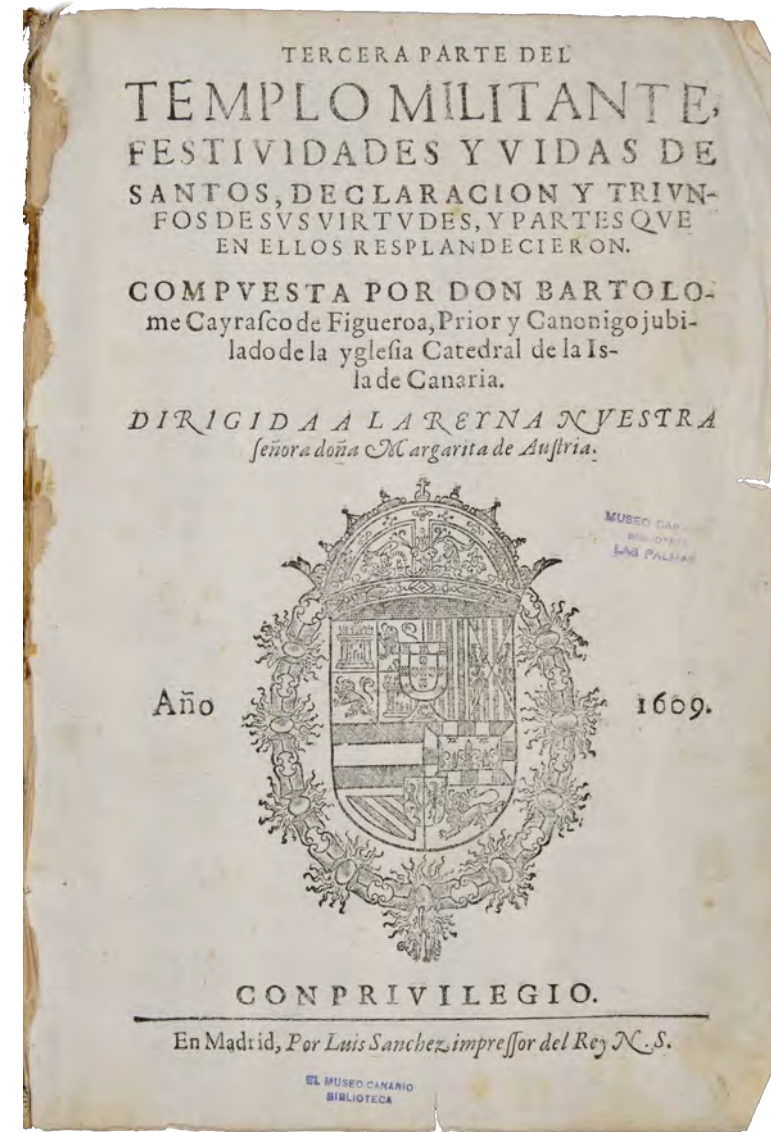 TERCERA PARTE DEL
TEMPLO MILITANTE,
FESTIVIDADES Y VIDAS DE
SANTOS, DECLARACION Y TRIVN-
FOS DE SVS VIRTVDES, Y PARTES QVE
EN ELLOS RESPLANDECIERON.
COMPVESTA POR DON BARTOLO-
me Cayraſco de Figueroa, Prior y Canonigo jubi-
lado de la ygleſia Catedral de la Is-
la de Canaria.
DIRIGIDA A LA REYNA NVESTRA
ſeñora doña Margarita de Auſtria.
MUSEO
BIBLIOTECA
LAS PALMAS
Año 1609.
CON PRIVILEGIO.
En Madrid, Por Luis Sanchez impreſſor del Rey N. S.
EL MUSEO CANARIO
BIBLIOTECA